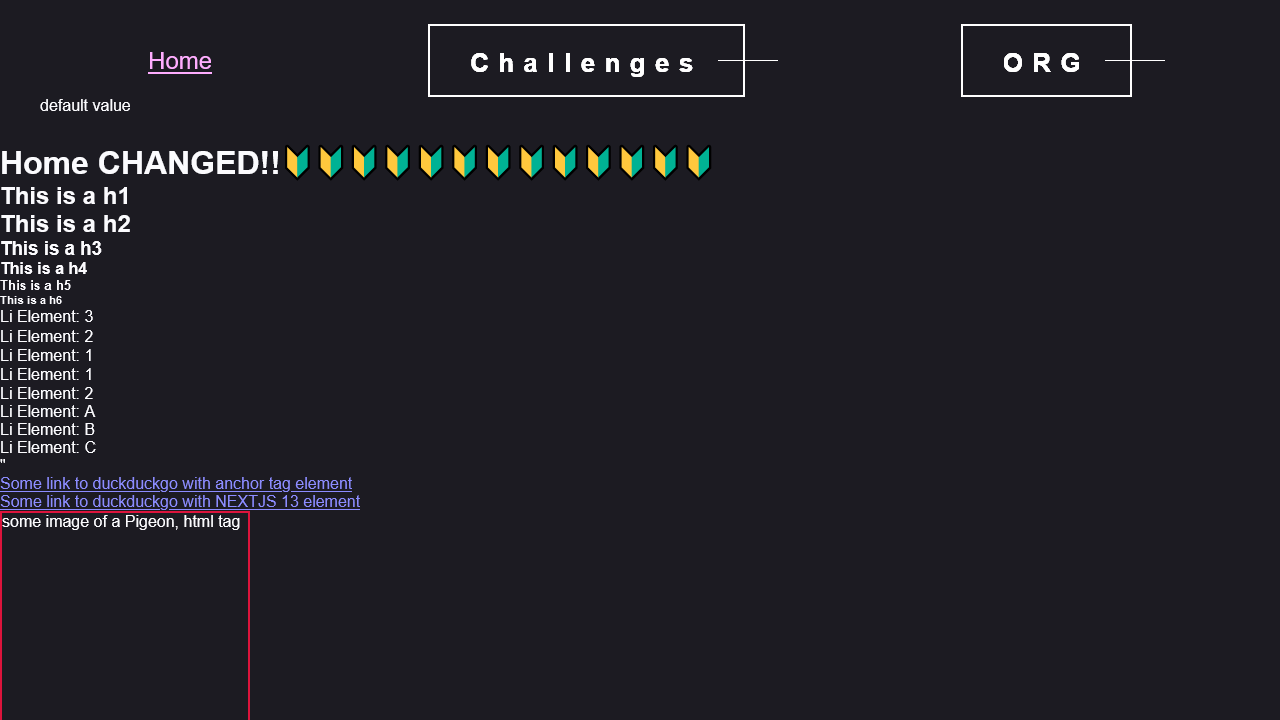 Home
Challenges
ORG
default value
Home CHANGED!!🔰🔰🔰🔰🔰🔰🔰🔰🔰🔰🔰🔰🔰
This is a h1
This is a h2
This is a h3
This is a h4
This is a h5
This is a h6
Li Element: 3
Li Element: 2
Li Element: 1
Li Element: 1
Li Element: 2
Li Element: A
Li Element: B
Li Element: C
"
Some link to duckduckgo with anchor tag element
Some link to duckduckgo with NEXTJS 13 element
some image of a Pigeon, html tag